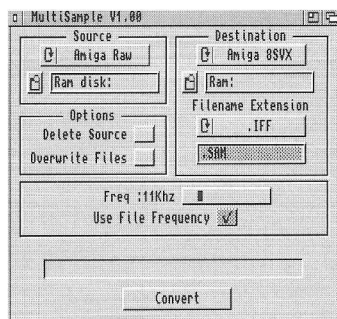 MultiSample V1.00
Source
Amiga Raw
Ram disk:
Options
Delete Source
Overwrite Files
Destination
Amiga 8SVX
Ram:
Filename Extension
.IFF
.SAM
Freq :11Khz
Use File Frequency
Convert